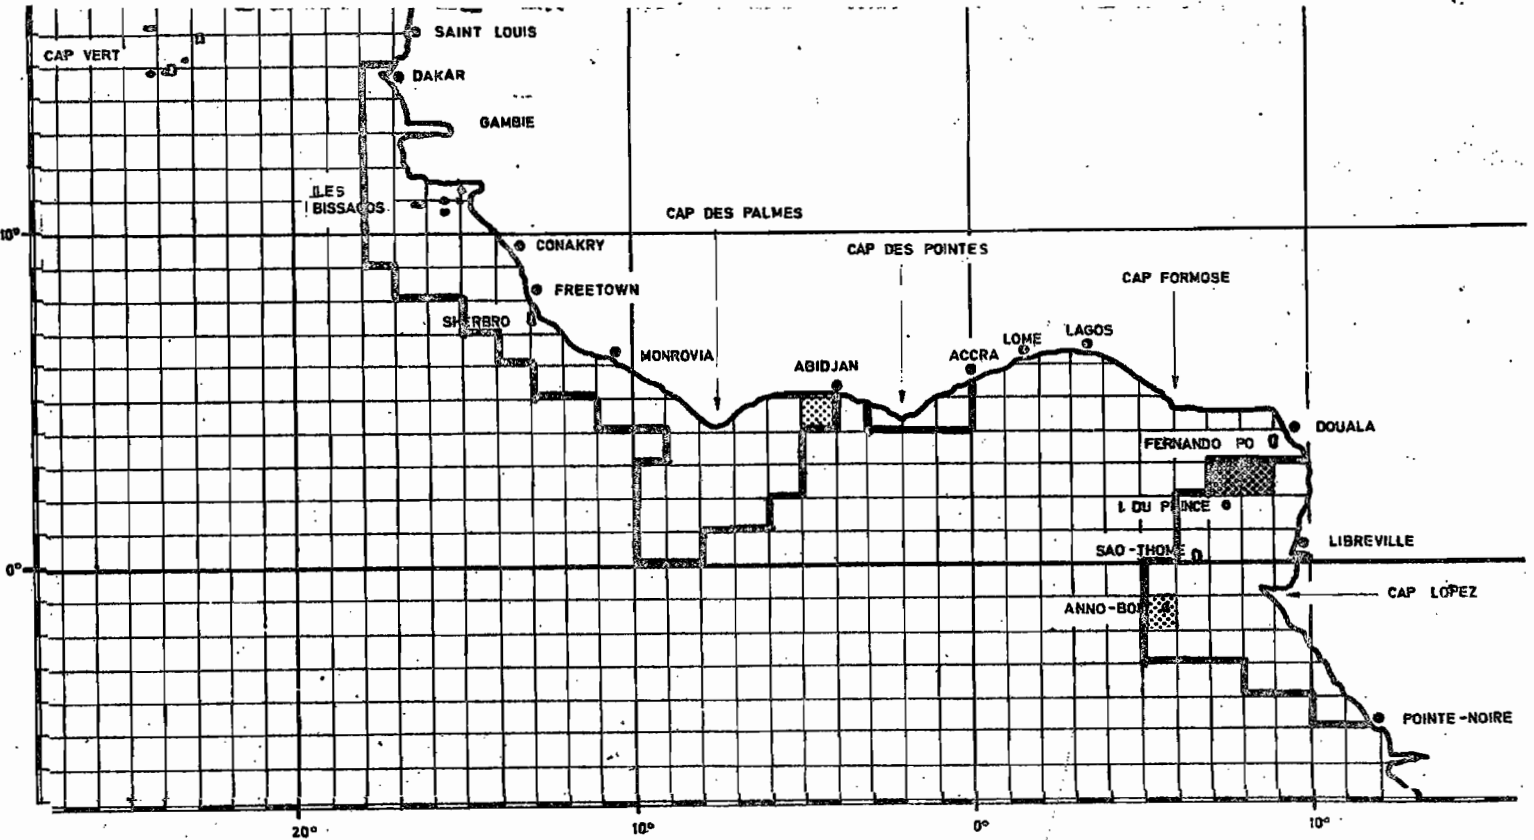 SAINT LOUIS
CAP VERT
DAKAR
GAMBIE
ILES
BISSAGOS
CAP DES PALMES
10°
CONAKRY
CAP DES POINTES
CAP FORMOSE
FREETOWN
SHERBRO
MONROVIA
ABIDJAN
ACCRA
LOME
LAGOS
DOUALA
FERNANDO PO
I. DU PRINCE
SAO-THOME
LIBREVILLE
0°
CAP LOPEZ
POINTE-NOIRE
20°
10°
0°
10°